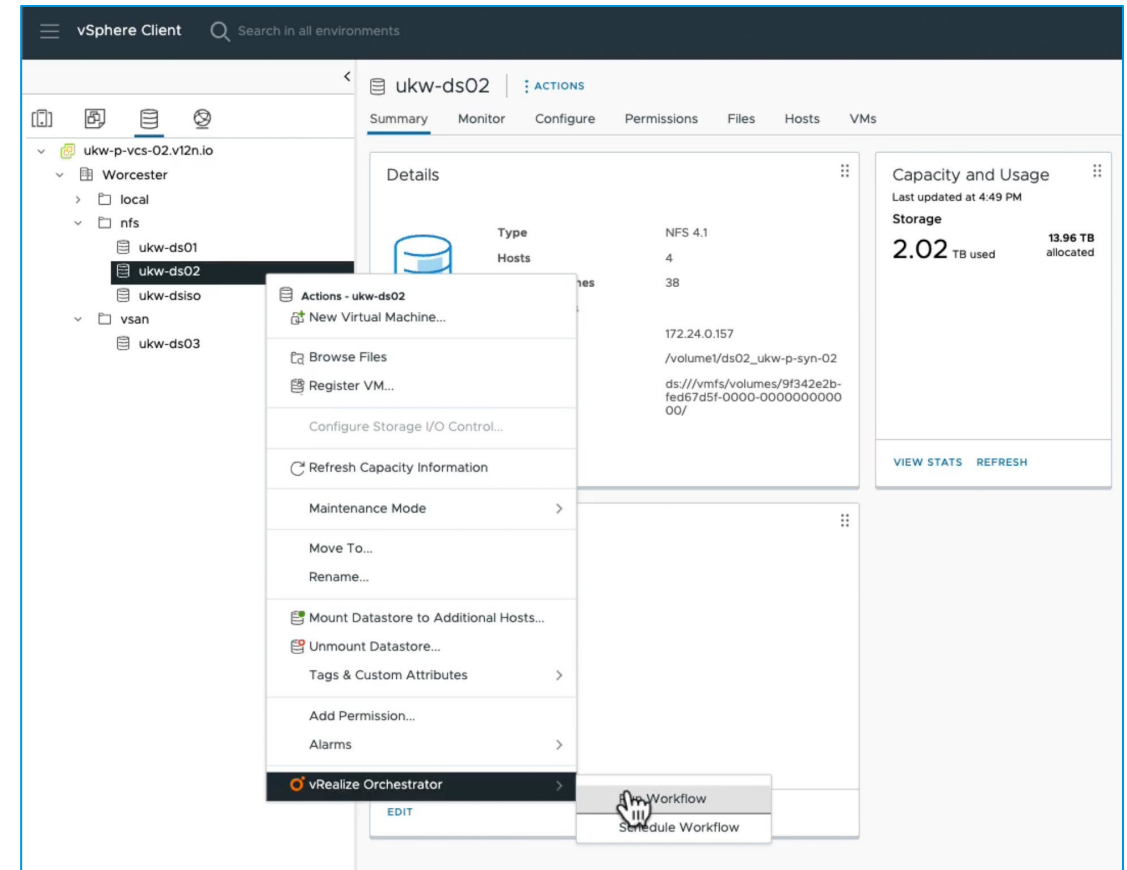 vSphere Client
Search in all environments
ukw-ds02
ACTIONS
Summary Monitor Configure Permissions Files Hosts VMs
ukw-p-vcs-02.v12n.io
Worcester
local
nfs
ukw-ds01
ukw-ds02
ukw-dsiso
vsan
ukw-ds03
Details
Type NFS 4.1
Hosts 4
38
172.24.0.157
/volume1/ds02_ukw-p-syn-02
ds:///vmfs/volumes/9f342e2b-
fed67d5f-0000-0000000000
00/
Capacity and Usage
Last updated at 4:49 PM
Storage
2.02 TB used
13.96 TB
allocated
VIEW STATS REFRESH
Actions - ukw-ds02
New Virtual Machine...
Browse Files
Register VM...
Configure Storage I/O Control...
Refresh Capacity Information
Maintenance Mode
Move To...
Rename...
Mount Datastore to Additional Hosts...
Unmount Datastore...
Tags & Custom Attributes
Add Permission...
Alarms
vRealize Orchestrator
Run Workflow
Schedule Workflow
EDIT